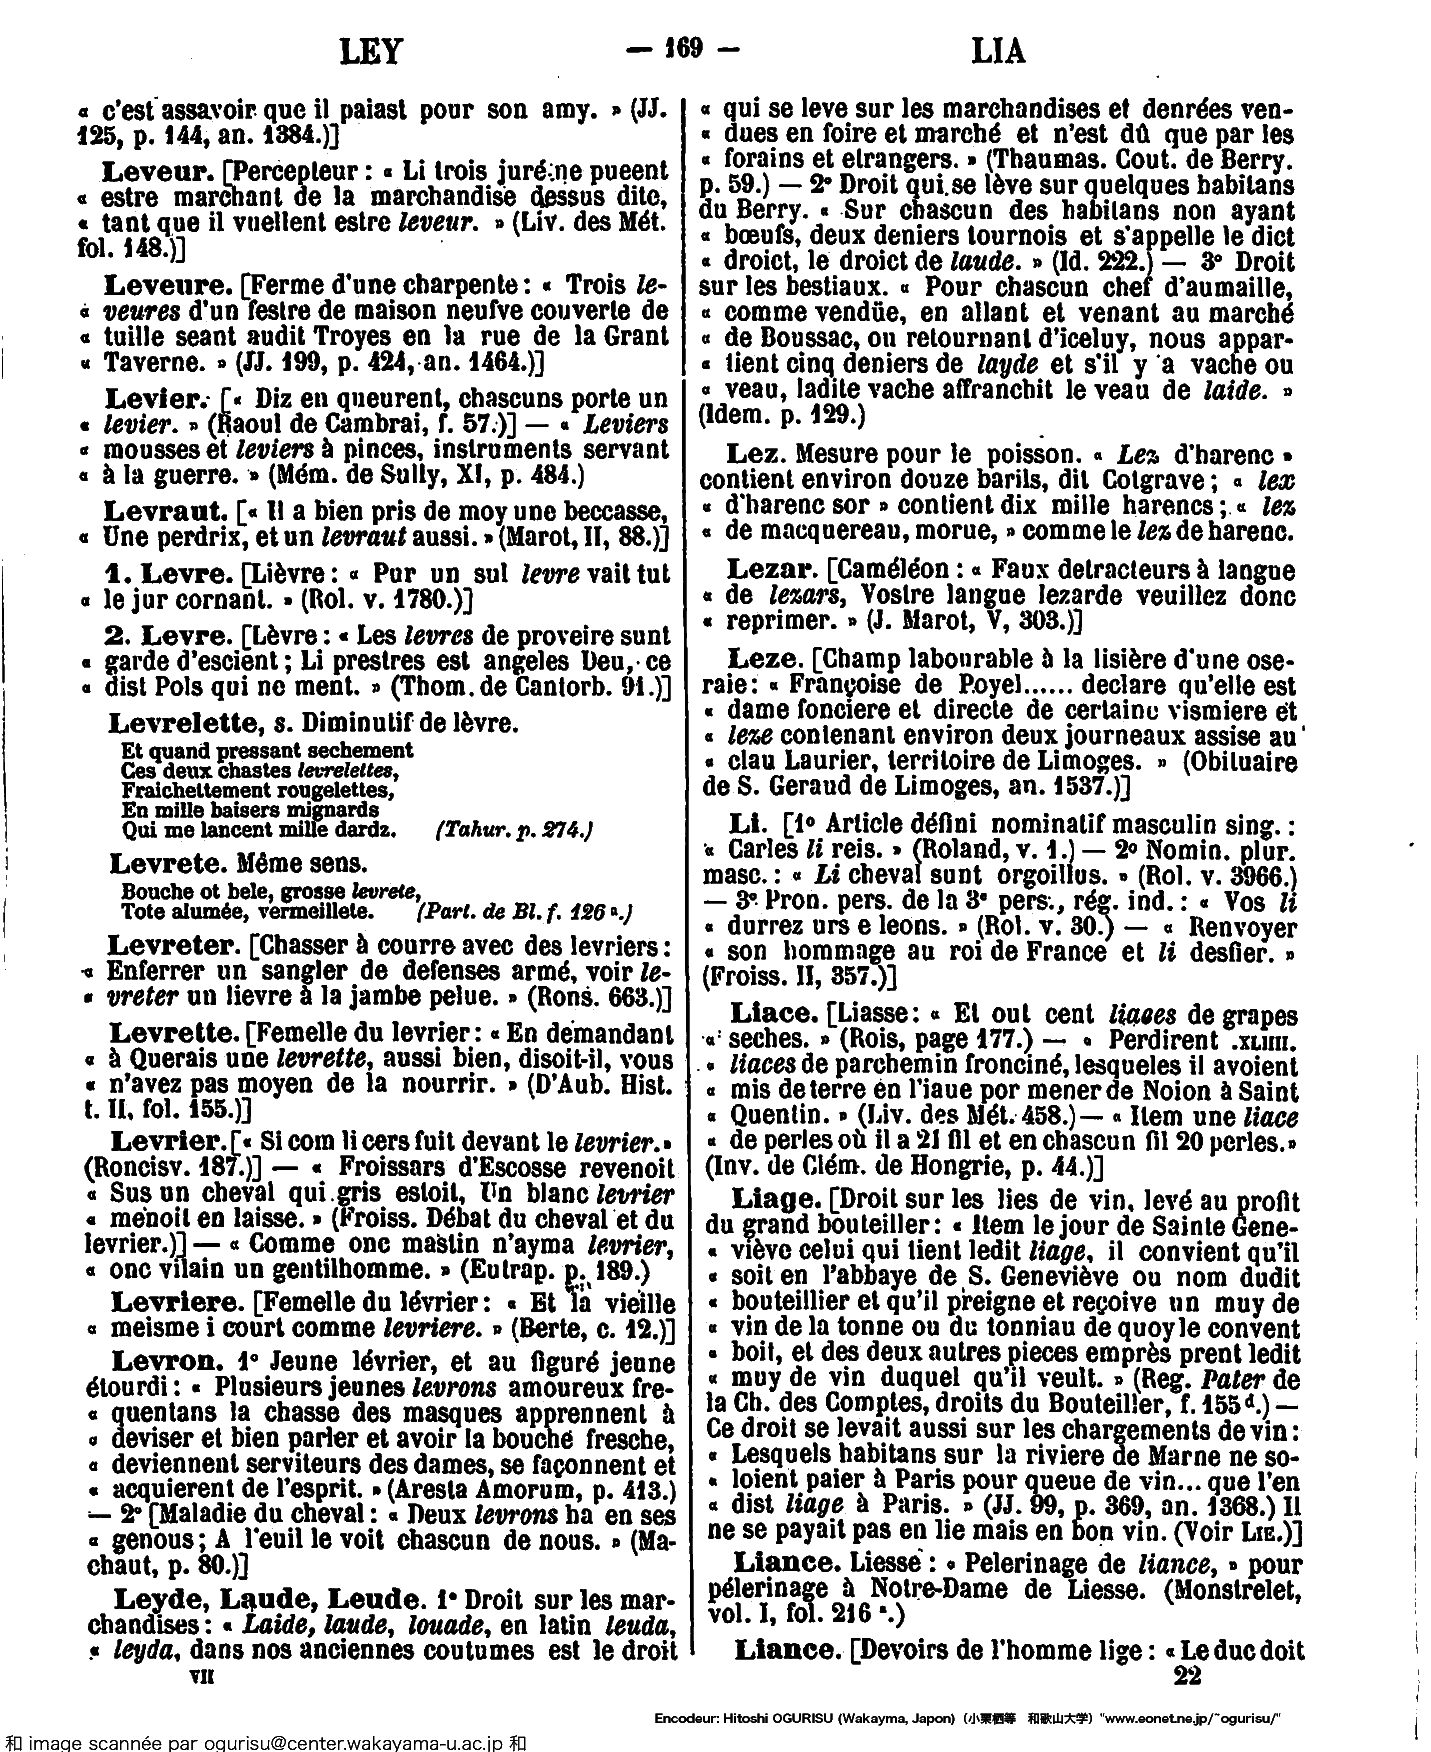 LEY — 169 — LIA
« c'est assavoir que il paiast pour son amy. » (JJ.
125, p. 144, an. 1384.)]
Leveur. [Percepteur : « Li trois juré ne pueent
« estre marchant de la marchandise dessus dite,
« tant que il vuellent estre leveur. » (Liv. des Mét.
fol. 148.)]
Leveure. [Ferme d'une charpente : « Trois le-
« veures d'un festre de maison neufve couverte de
« tuille seant audit Troyes en la rue de la Grant
« Taverne. » (JJ. 199, p. 424, an. 1464.)]
Levier. [« Diz en queurent, chascuns porte un
« levier. » (Raoul de Cambrai, f. 57.)] — « Leviers
« mousses et leviers à pinces, instruments servant
« à la guerre. » (Mém. de Sully, XI, p. 484.)
Levraut. [« Il a bien pris de moy une beccasse,
« Une perdrix, et un levraut aussi. » (Marot, II, 88.)]
1. Levre. [Lièvre : « Pur un sul levre vait tut
« le jur cornant. » (Rol. v. 1780.)]
2. Levre. [Lèvre : « Les levres de proveire sunt
« garde d'escient ; Li prestres est angeles Deu, ce
« dist Pols qui ne ment. » (Thom. de Cantorb. 91.)]
Levrelette, s. Diminutif de lèvre.
Et quand pressant sechement
Ces deux chastes levrelettes,
Fraichettement rougelettes,
En mille baisers mignards
Qui me lancent mille dardz. (Tahur. p. 274.)
Levrete. Même sens.
Bouche ot bele, grosse levrete,
Tote alumée, vermeillete. (Part. de Bl. f. 126 a.)
Levreter. [Chasser à courre avec des levriers :
« Enferrer un sangler de defenses armé, voir le-
« vreter un lievre à la jambe pelue. » (Rons. 663.)]
Levrette. [Femelle du levrier : « En demandant
« à Querais une levrette, aussi bien, disoit-il, vous
« n'avez pas moyen de la nourrir. » (D'Aub. Hist.
t. II, fol. 155.)]
Levrier. [« Si com li cers fuit devant le levrier. »
(Roncisv. 187.)] — « Froissars d'Escosse revenoit
« Sus un cheval qui gris estoit, Un blanc levrier
« menoit en laisse. » (Froiss. Débat du cheval et du
levrier.)] — « Comme onc mastin n'ayma levrier,
« onc vilain un gentilhomme. » (Eutrap. p. 189.)
Levriere. [Femelle du lévrier : « Et la vieille
« meisme i court comme levriere. » (Berte, c. 12.)]
Levron. 1° Jeune lévrier, et au figuré jeune
étourdi : « Plusieurs jeunes levrons amoureux fre-
« quentans la chasse des masques apprennent à
« deviser et bien parler et avoir la bouche fresche,
« deviennent serviteurs des dames, se façonnent et
« acquierent de l'esprit. » (Aresta Amorum, p. 413.)
— 2° [Maladie du cheval : « Deux levrons ha en ses
« genous ; A l'euil le voit chascun de nous. » (Ma-
chaut, p. 80.)]
Leyde, Laude, Leude. 1° Droit sur les mar-
chandises : « Laide, laude, louade, en latin leuda,
« leyda, dans nos anciennes coutumes est le droit
VII
« qui se leve sur les marchandises et denrées ven-
« dues en foire et marché et n'est dû que par les
« forains et etrangers. » (Thaumas. Cout. de Berry.
p. 59.) — 2° Droit qui se lève sur quelques habitans
du Berry. « Sur chascun des habitans non ayant
« bœufs, deux deniers tournois et s'appelle le dict
« droict, le droict de laude. » (Id. 222.) — 3° Droit
sur les bestiaux. « Pour chascun chef d'aumaille,
« comme vendüe, en allant et venant au marché
« de Boussac, ou retournant d'iceluy, nous appar-
« tient cinq deniers de layde et s'il y a vache ou
« veau, ladite vache affranchit le veau de laide. »
(Idem. p. 129.)
Lez. Mesure pour le poisson. « Lez d'harenc »
contient environ douze barils, dit Cotgrave ; « lex
« d'harenc sor » contient dix mille harencs ; « lez
« de macquereau, morue, » comme le lez de harenc.
Lezar. [Caméléon : « Faux detracteurs à langue
« de lezars, Vostre langue lezarde veuillez donc
« reprimer. » (J. Marot, V, 303.)]
Leze. [Champ labourable à la lisière d'une ose-
raie : « Françoise de Poyel...... declare qu'elle est
« dame fonciere et directe de certaine vismiere et
« leze contenant environ deux journeaux assise au
« clau Laurier, territoire de Limoges. » (Obituaire
de S. Geraud de Limoges, an. 1537.)]
Li. [1° Article défini nominatif masculin sing. :
« Carles li reis. » (Roland, v. 1.) — 2° Nomin. plur.
masc. : « Li cheval sunt orgoillus. » (Rol. v. 3966.)
— 3° Pron. pers. de la 3e pers., rég. ind. : « Vos li
« durrez urs e leons. » (Rol. v. 30.) — « Renvoyer
« son hommage au roi de France et li desfier. »
(Froiss. II, 357.)]
Liace. [Liasse : « Et out cent liaces de grapes
« seches. » (Rois, page 177.) — « Perdirent .XLIIII.
« liaces de parchemin fronciné, lesqueles il avoient
« mis de terre en l'iaue por mener de Noion à Saint
« Quentin. » (Liv. des Mét. 458.) — « Item une liace
« de perles où il a 21 fil et en chascun fil 20 perles. »
(Inv. de Clém. de Hongrie, p. 44.)]
Liage. [Droit sur les lies de vin, levé au profit
du grand bouteiller : « Item le jour de Sainte Gene-
« viève celui qui tient ledit liage, il convient qu'il
« soit en l'abbaye de S. Geneviève ou nom dudit
« bouteillier et qu'il preigne et reçoive un muy de
« vin de la tonne ou du tonniau de quoy le convent
« boit, et des deux autres pieces emprès prent ledit
« muy de vin duquel qu'il veult. » (Reg. Pater de
la Ch. des Comptes, droits du Bouteiller, f. 155 d.) —
Ce droit se levait aussi sur les chargements de vin :
« Lesquels habitans sur la riviere de Marne ne so-
« loient paier à Paris pour queue de vin... que l'en
« dist liage à Paris. » (JJ. 99, p. 369, an. 1368.) Il
ne se payait pas en lie mais en bon vin. (Voir LIE.)]
Liance. Liesse : « Pelerinage de liance, » pour
pélerinage à Notre-Dame de Liesse. (Monstrelet,
vol. I, fol. 216 a.)
Liance. [Devoirs de l'homme lige : « Le duc doit
22
Encodeur: Hitoshi OGURISU (Wakayma, Japon) (小栗栖等 和歌山大学) "www.eonet.ne.jp/~ogurisu/"
和 image scannée par ogurisu@center.wakayama-u.ac.jp 和